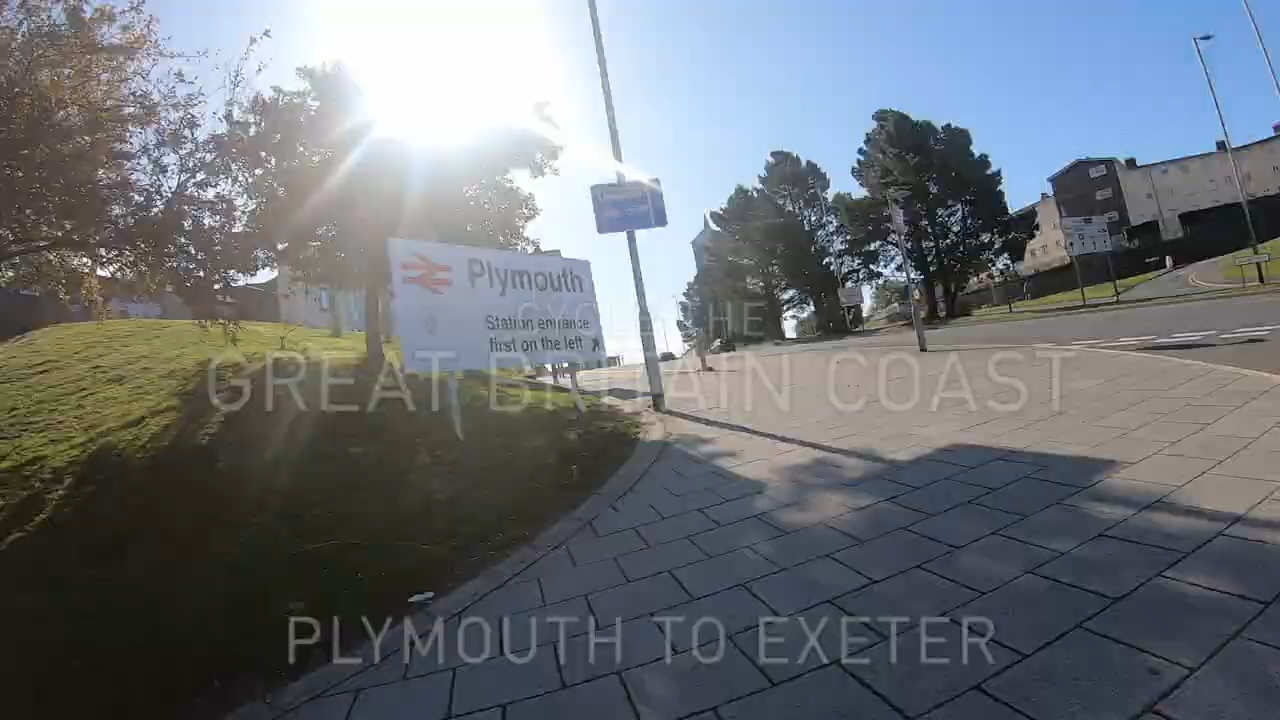 Plymouth
Station entrance
first on the left
CYCLE THE
GREAT BRITAIN COAST
PLYMOUTH TO EXETER